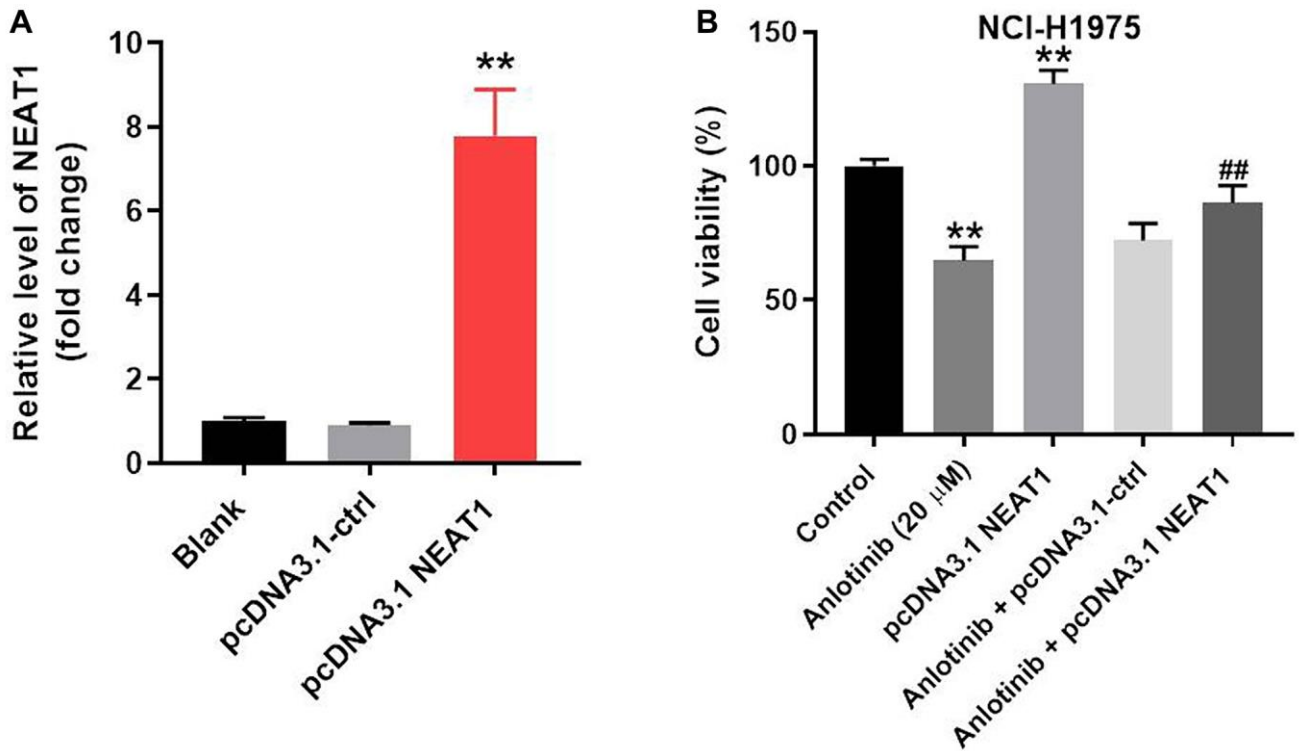 A
Relative level of NEAT1
(fold change)
10
8
6
4
2
0
**
Blank
pcDNA3.1-ctrl
pcDNA3.1 NEAT1
B
NCI-H1975
Cell viability (%)
150
100
50
0
**
**
##
Control
Anlotinib (20 μM)
pcDNA3.1 NEAT1
Anlotinib + pcDNA3.1-ctrl
Anlotinib + pcDNA3.1 NEAT1